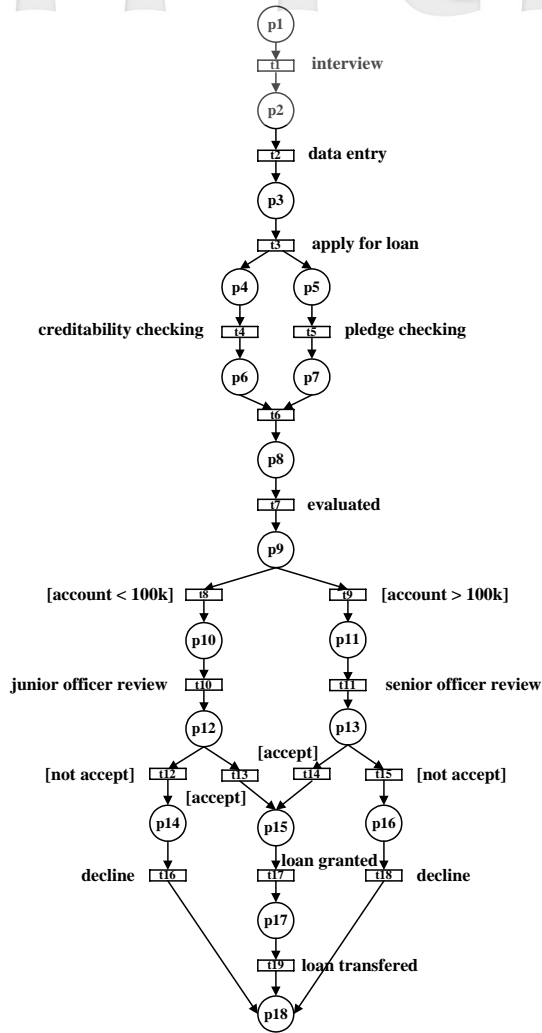 p1
t1 interview
p2
t2 data entry
p3
t3 apply for loan
p4 p5
creditability checking t4 t5 pledge checking
p6 p7
t6
p8
t7 evaluated
p9
[account < 100k] t8 t9 [account > 100k]
p10 p11
junior officer review t10 t11 senior officer review
p12 p13
[accept]
[not accept] t12 t13 t14 t15 [not accept]
[accept]
p14 p15 p16
loan granted
decline t16 t17 t18 decline
p17
t19 loan transfered
p18